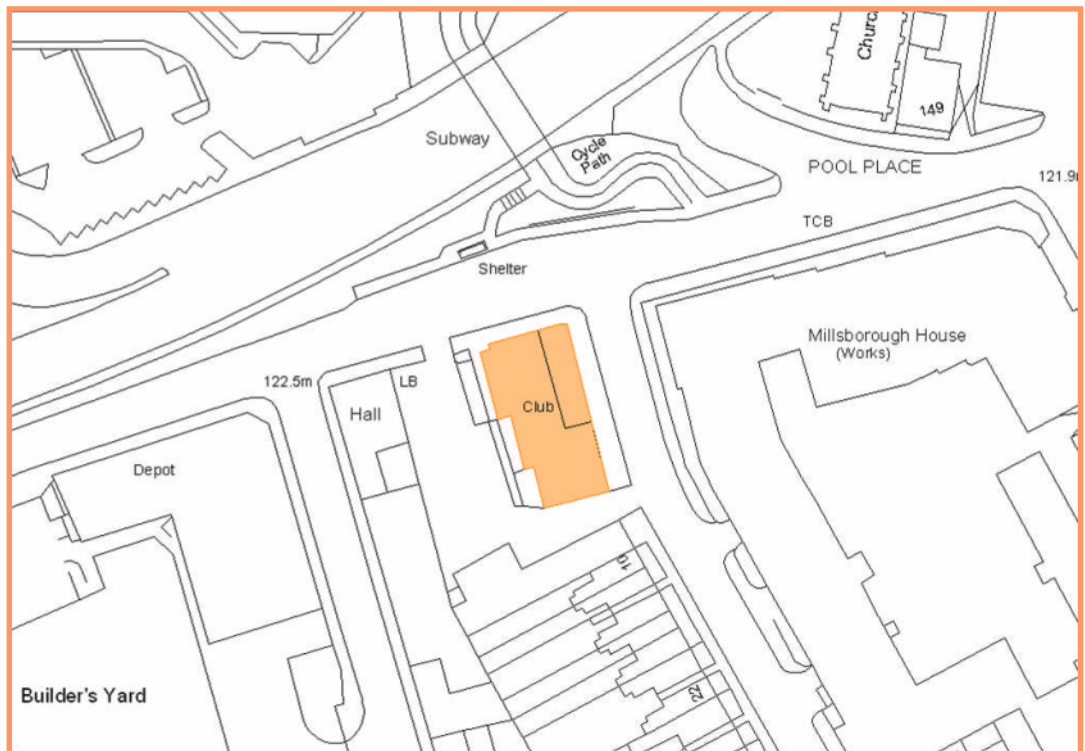 Church
149
Subway
Cycle
Path
POOL PLACE
121.9m
TCB
Shelter
Millsborough House
(Works)
122.5m
LB
Hall
Club
Depot
10
22
Builder's Yard